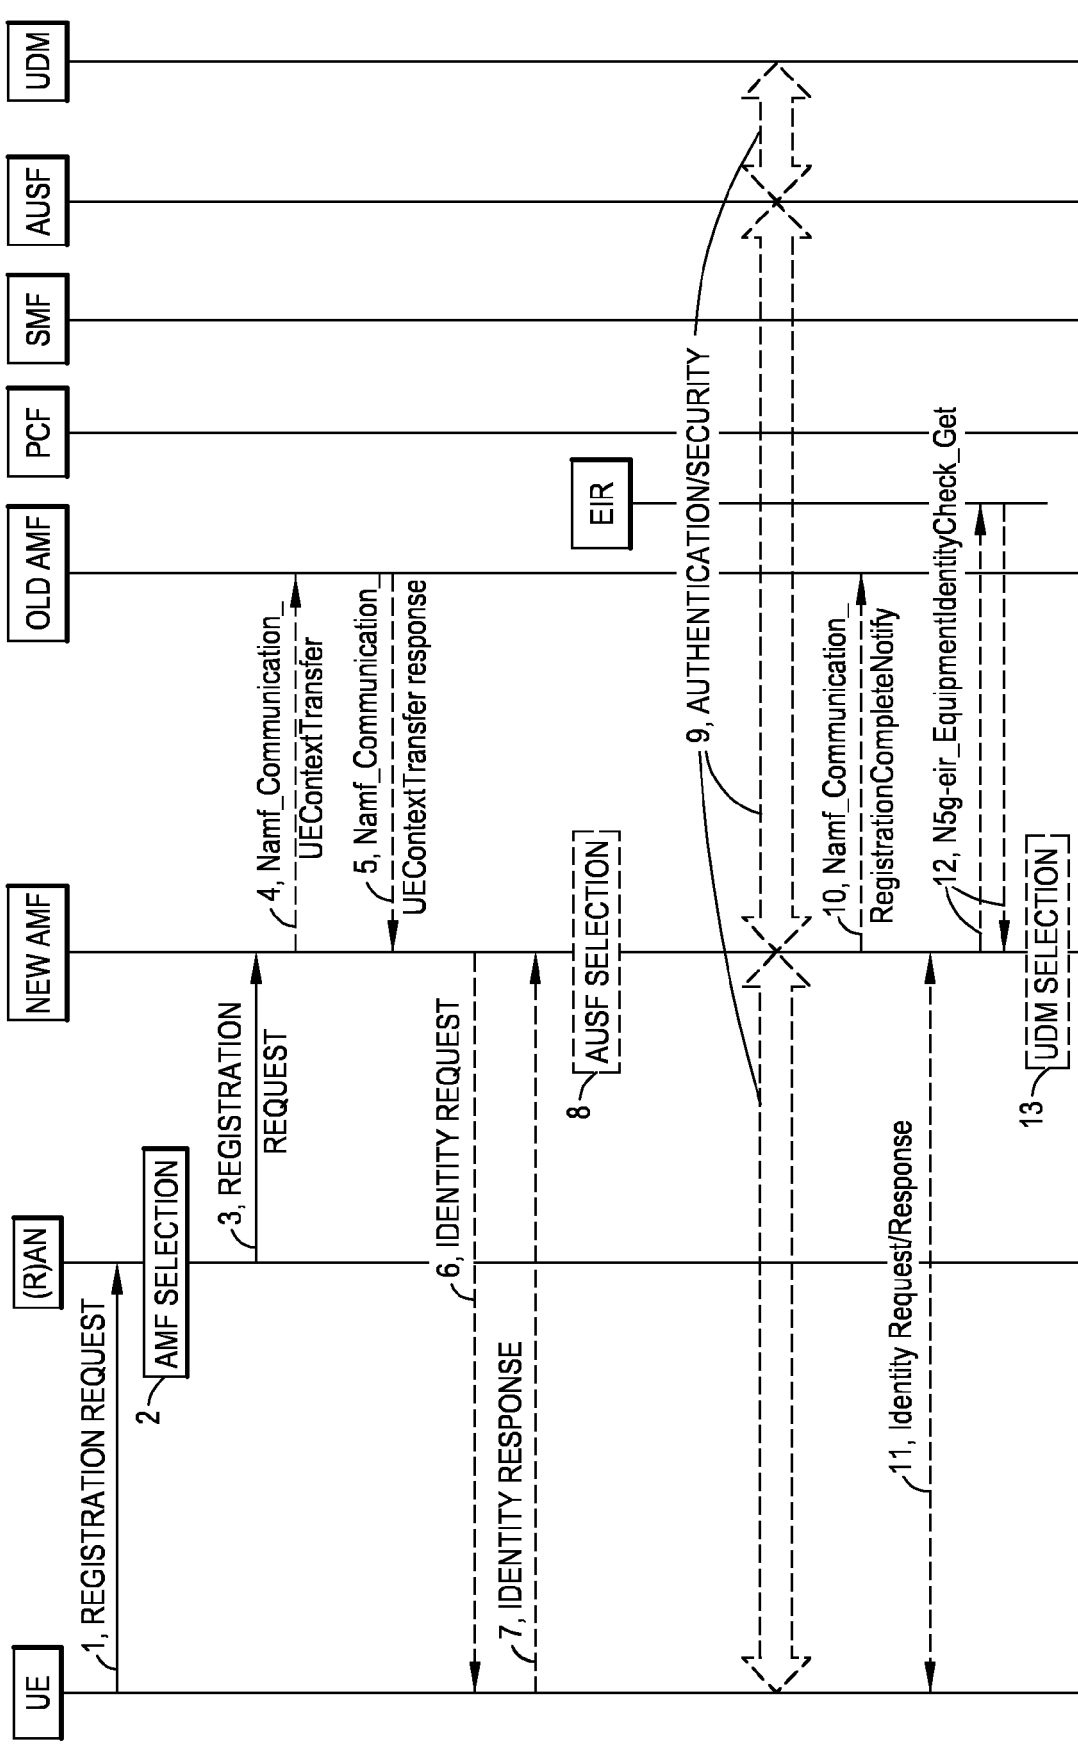 UE
(R)AN
NEW AMF
OLD AMF
PCF
SMF
AUSF
UDM
1, REGISTRATION REQUEST
2
AMF SELECTION
3, REGISTRATION
REQUEST
4, Namf_Communication_
UEContextTransfer
5, Namf_Communication_
UEContextTransfer response
6, IDENTITY REQUEST
7, IDENTITY RESPONSE
8
AUSF SELECTION
EIR
9, AUTHENTICATION/SECURITY
10, Namf_Communication_
RegistrationCompleteNotify
11, Identity Request/Response
12, N5g-eir_EquipmentIdentityCheck_Get
13
UDM SELECTION